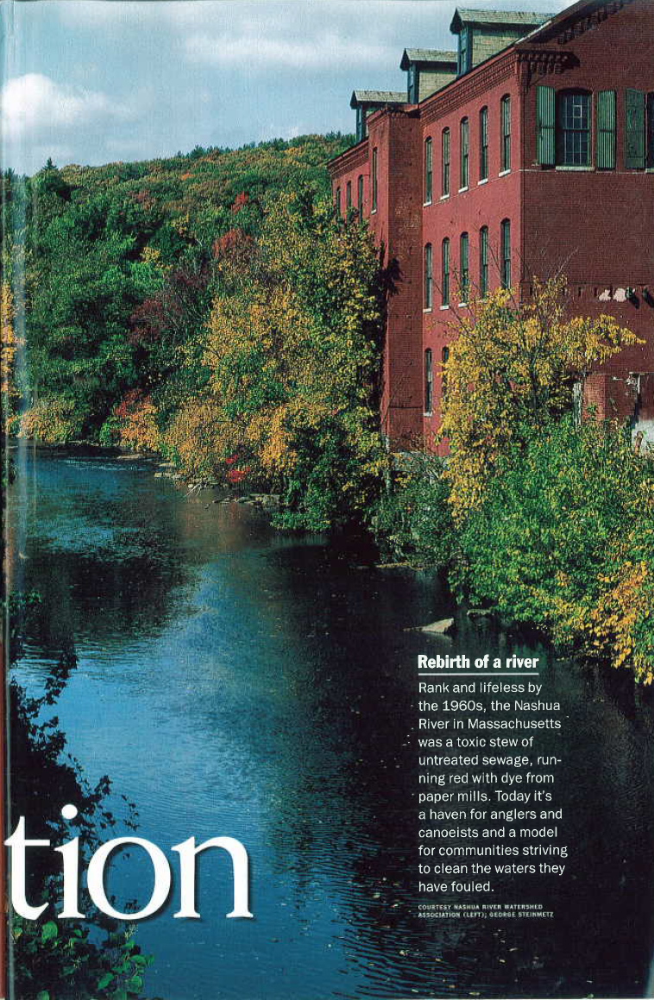 Rebirth of a river
Rank and lifeless by
the 1960s, the Nashua
River in Massachusetts
was a toxic stew of
untreated sewage, run-
ning red with dye from
paper mills. Today it's
a haven for anglers and
canoeists and a model
for communities striving
to clean the waters they
have fouled.
COURTESY NASHUA RIVER WATERSHED
ASSOCIATION (LEFT); GEORGE STEINMETZ
tion